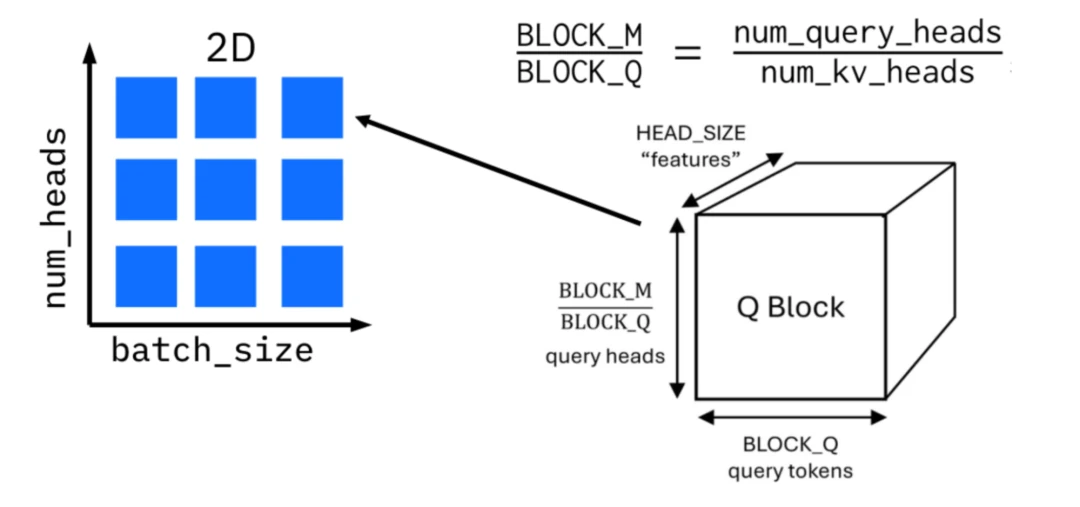 2D
num_heads
batch_size
BLOCK_M
BLOCK_Q
=
num_query_heads
num_kv_heads
HEAD_SIZE
“features”
BLOCK_M
BLOCK_Q
query heads
Q Block
BLOCK_Q
query tokens